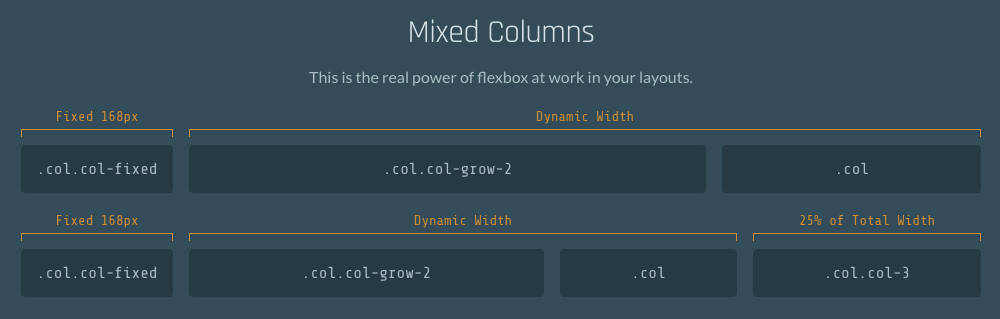 Mixed Columns
This is the real power of flexbox at work in your layouts.
Fixed 168px Dynamic Width
.col.col-fixed .col.col-grow-2 .col
Fixed 168px Dynamic Width 25% of Total Width
.col.col-fixed .col.col-grow-2 .col .col.col-3